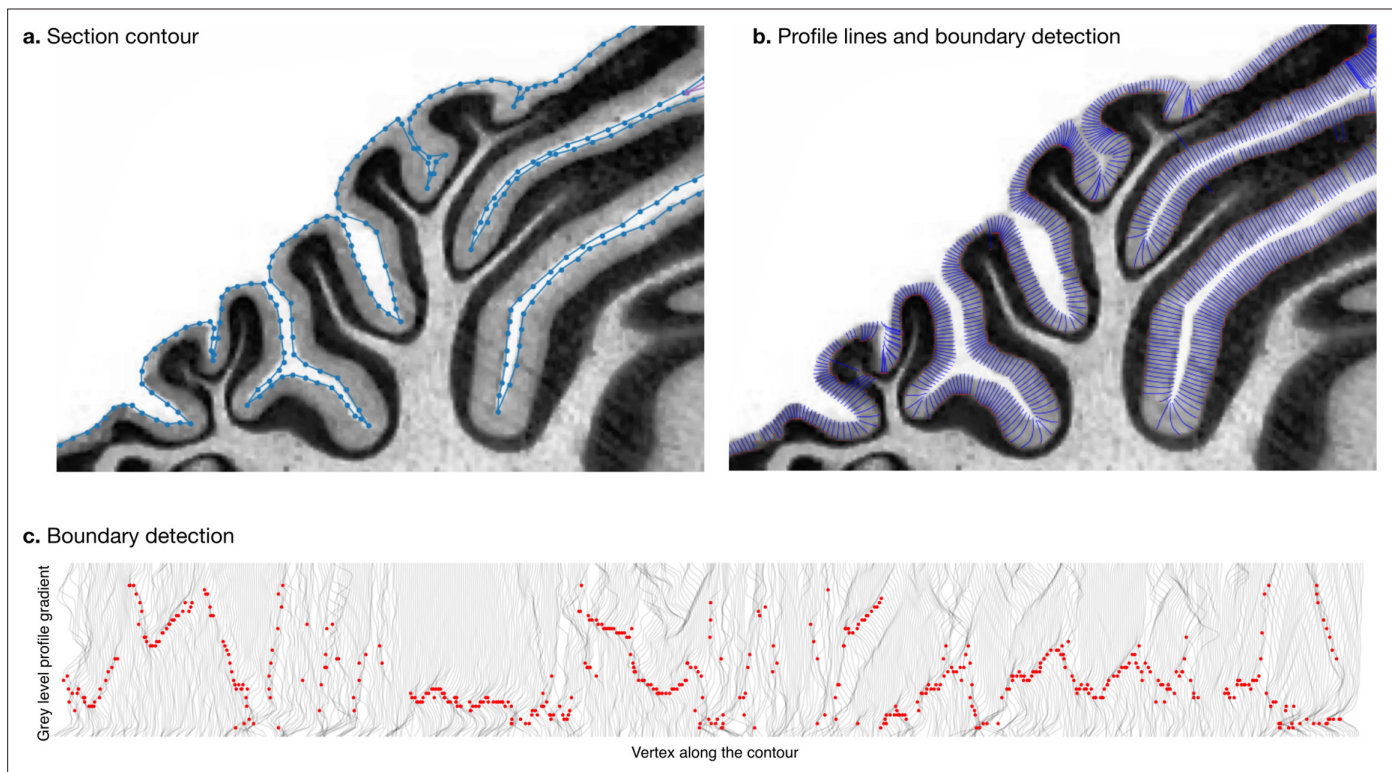 a. Section contour
b. Profile lines and boundary detection
c. Boundary detection
Grey level profile gradient
Vertex along the contour